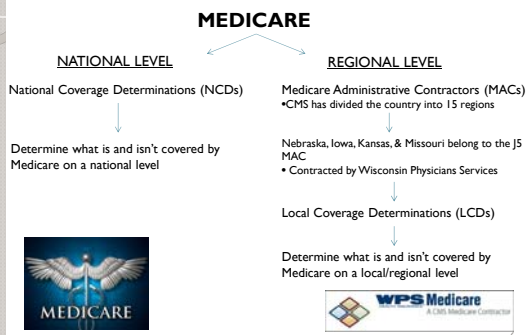 MEDICARE
NATIONAL LEVEL
National Coverage Determinations (NCDs)
Determine what is and isn't covered by
Medicare on a national level
REGIONAL LEVEL
Medicare Administrative Contractors (MACs)
•CMS has divided the country into 15 regions
Nebraska, Iowa, Kansas, & Missouri belong to the J5
MAC
• Contracted by Wisconsin Physicians Services
Local Coverage Determinations (LCDs)
Determine what is and isn't covered by
Medicare on a local/regional level
MEDICARE
WPS Medicare
A CMS Medicare Contractor